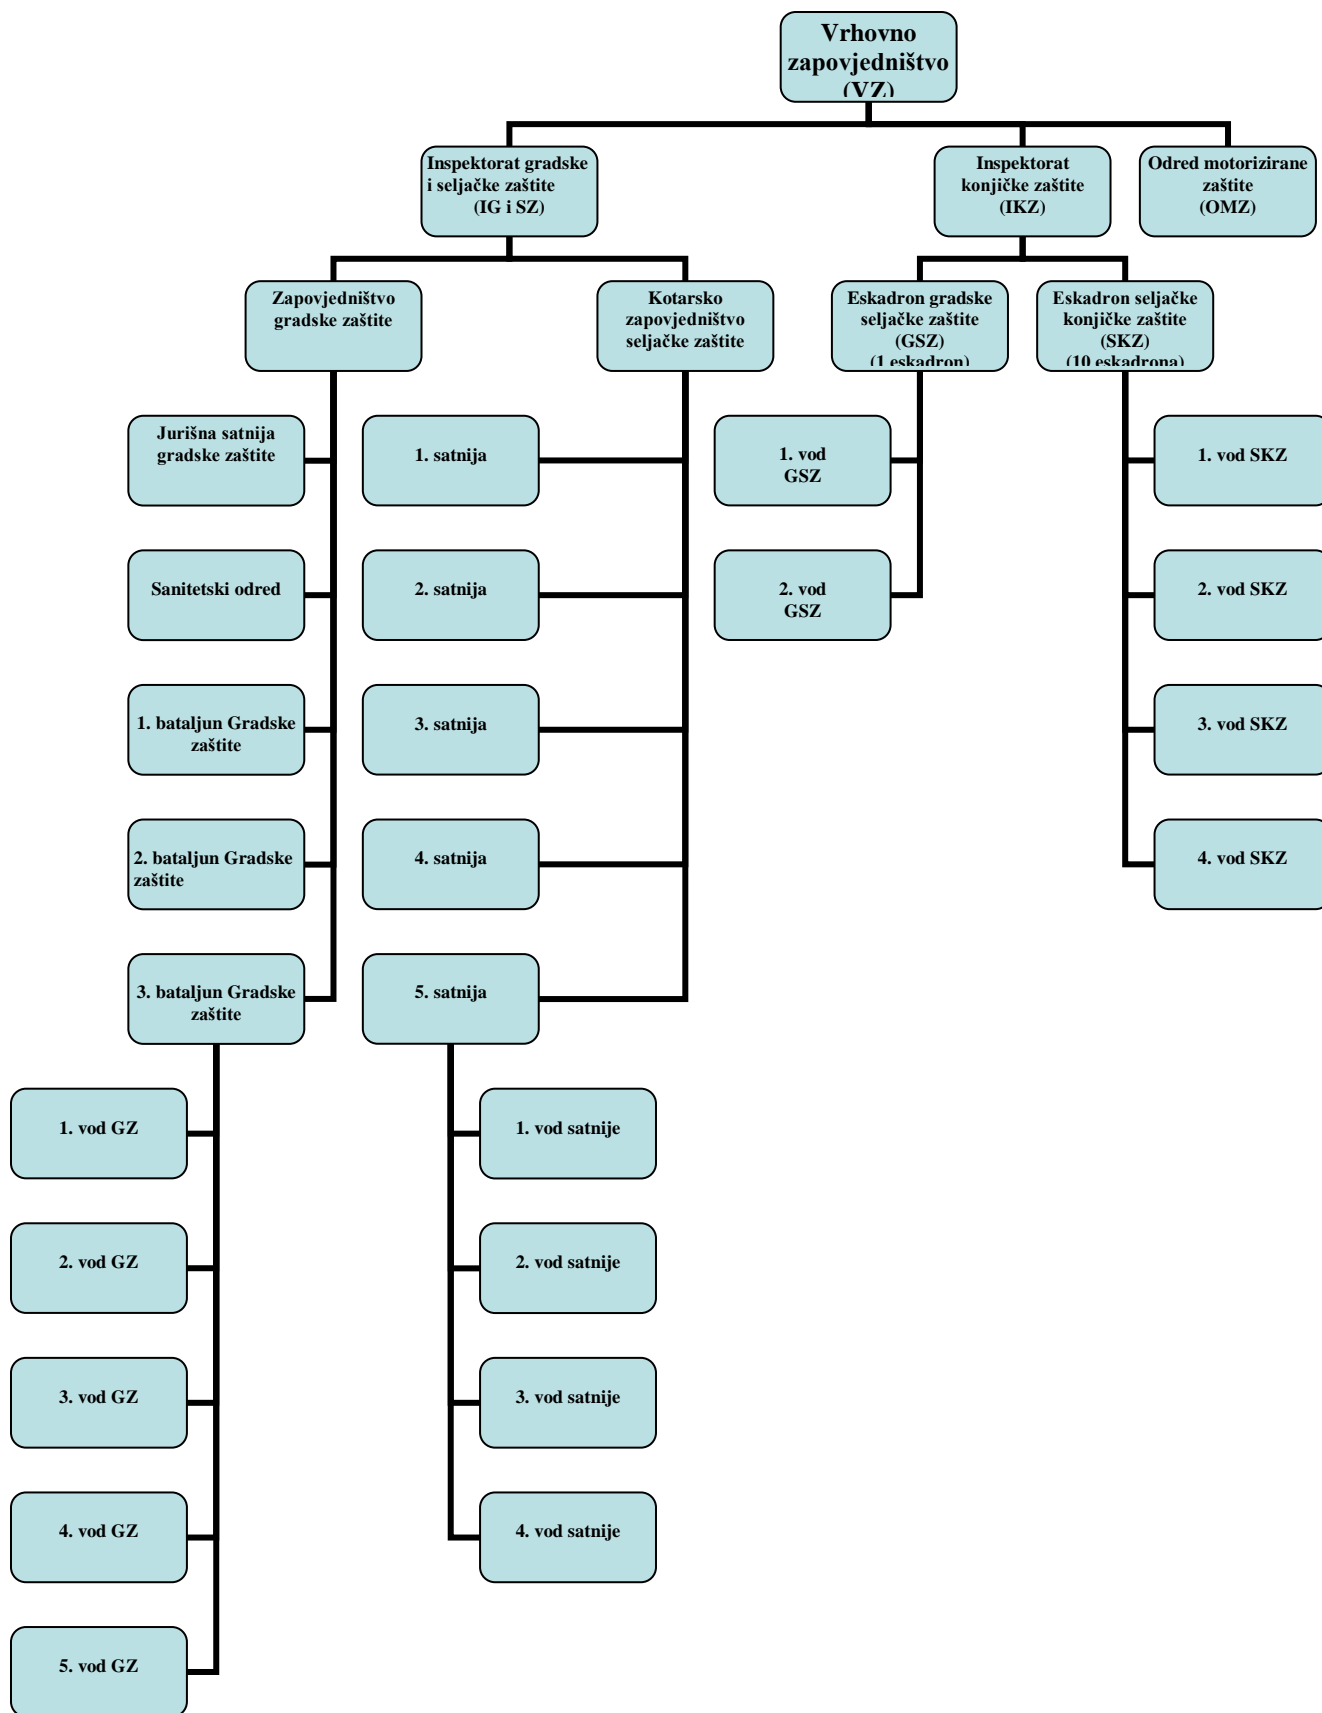 Vrhovno
zapovjedništvo
(VZ)
Inspektorat gradske
i seljačke zaštite
(IG i SZ)
Inspektorat
konjičke zaštite
(IKZ)
Odred motorizirane
zaštite
(OMZ)
Zapovjedništvo
gradske zaštite
Kotarsko
zapovjedništvo
seljačke zaštite
Eskadron gradske
seljačke zaštite
(GSZ)
(1 eskadron)
Eskadron seljačke
konjičke zaštite
(SKZ)
(10 eskadrona)
Jurišna satnija
gradske zaštite
1. satnija
1. vod
GSZ
1. vod SKZ
Sanitetski odred
2. satnija
2. vod
GSZ
2. vod SKZ
1. bataljun Gradske
zaštite
3. satnija
3. vod SKZ
2. bataljun Gradske
zaštite
4. satnija
4. vod SKZ
3. bataljun Gradske
zaštite
5. satnija
1. vod GZ
1. vod satnije
2. vod GZ
2. vod satnije
3. vod GZ
3. vod satnije
4. vod GZ
4. vod satnije
5. vod GZ